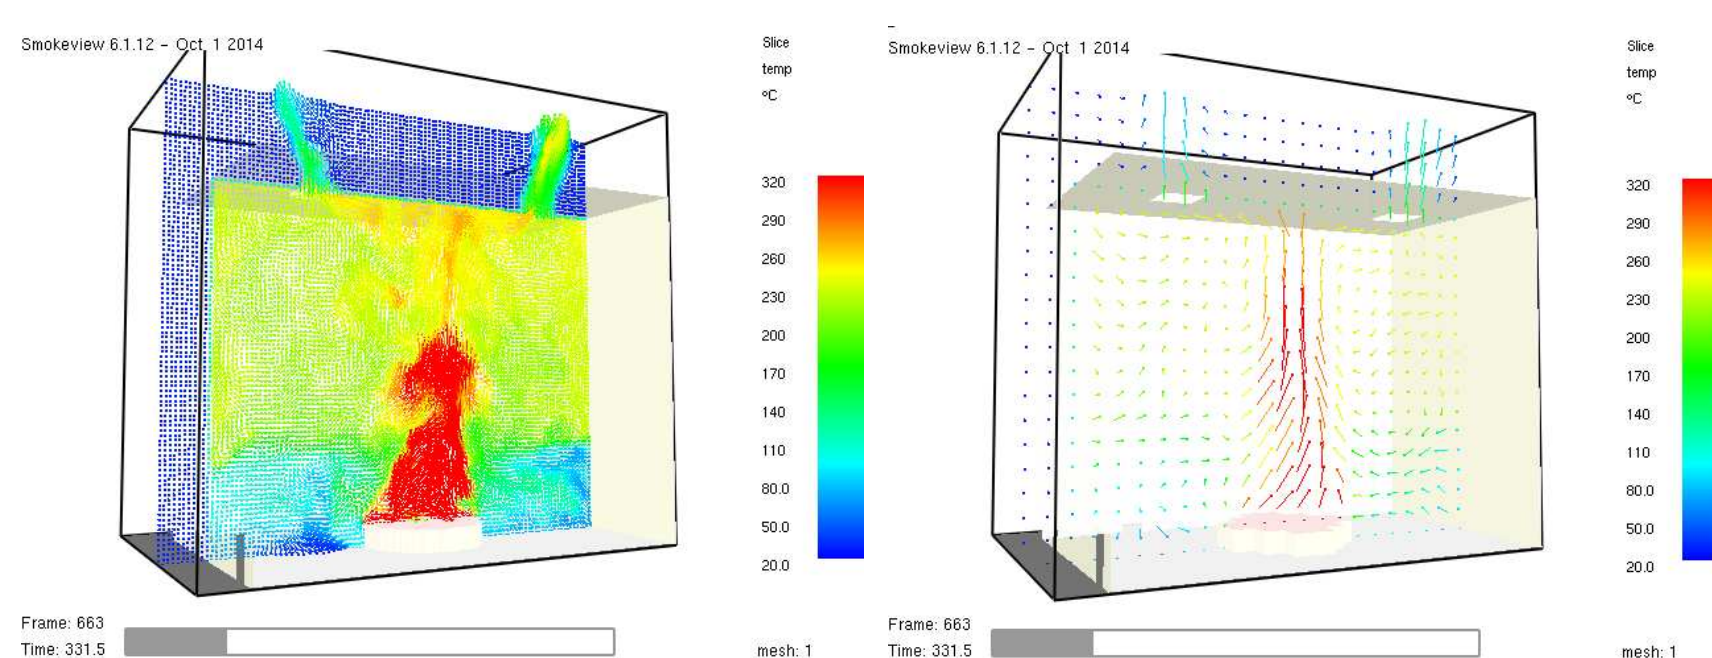 Smokeview 6.1.12 - Oct 1 2014
Slice
temp
°C
320
290
260
230
200
170
140
110
80.0
50.0
20.0
Frame: 663
Time: 331.5
mesh: 1
Smokeview 6.1.12 - Oct 1 2014
Slice
temp
°C
320
290
260
230
200
170
140
110
80.0
50.0
20.0
Frame: 663
Time: 331.5
mesh: 1